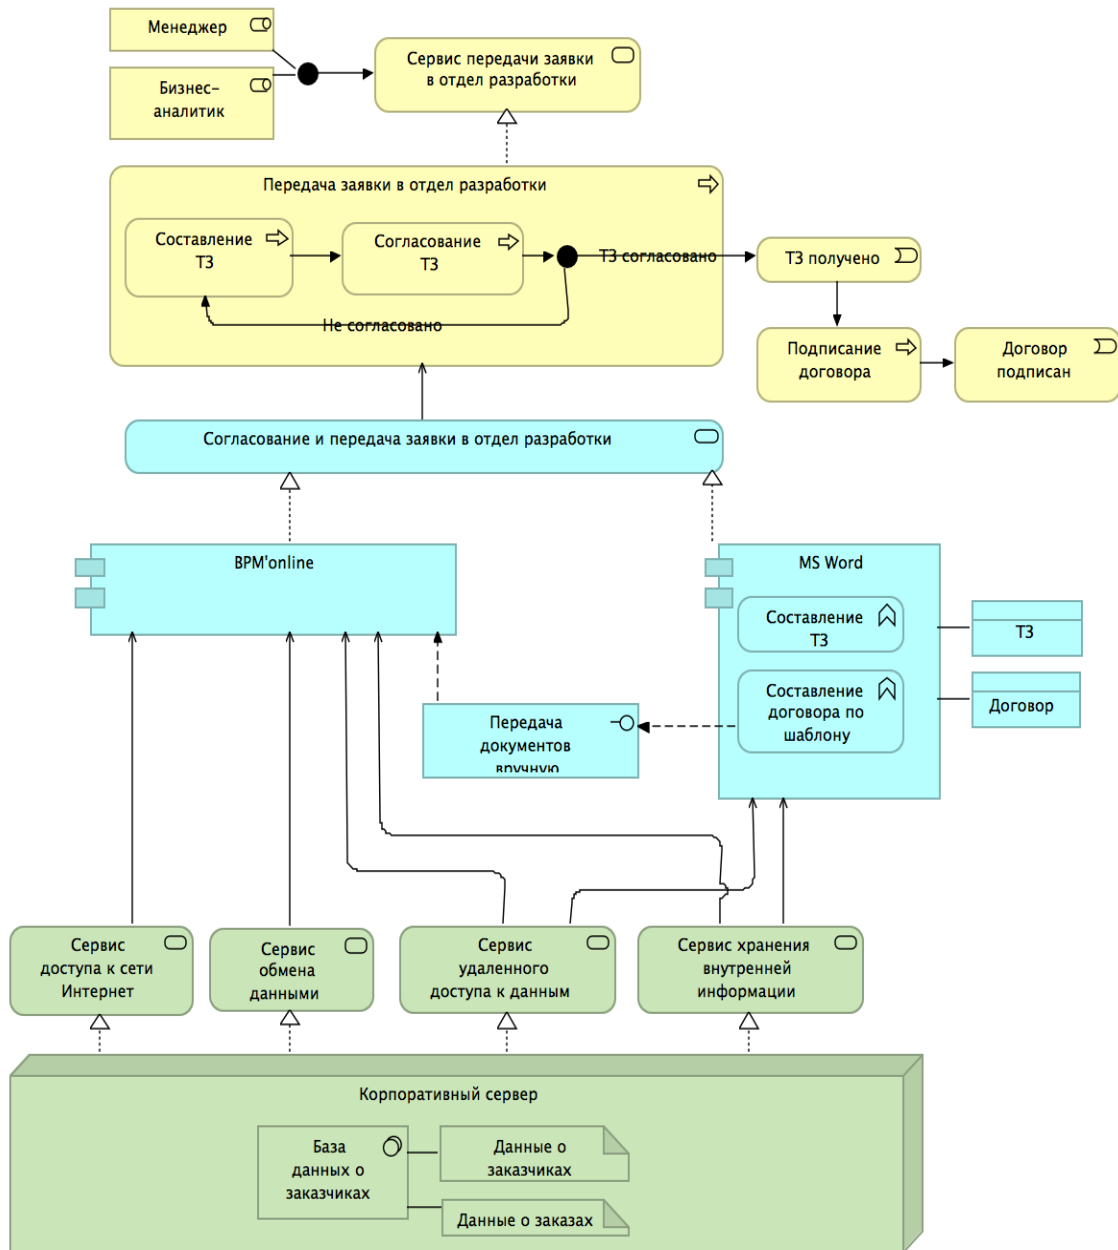 Менеджер
Бизнес-
аналитик
Сервис передачи заявки
в отдел разработки
Передача заявки в отдел разработки
Составление
ТЗ
Согласование
ТЗ
ТЗ согласовано
Не согласовано
ТЗ получено
Подписание
договора
Договор
подписан
Согласование и передача заявки в отдел разработки
BPM'online
MS Word
Составление
ТЗ
Составление
договора по
шаблону
ТЗ
Договор
Передача
документов
вручную
Сервис
доступа к сети
Интернет
Сервис
обмена
данными
Сервис
удаленного
доступа к данным
Сервис хранения
внутренней
информации
Корпоративный сервер
База
данных о
заказчиках
Данные о
заказчиках
Данные о заказах